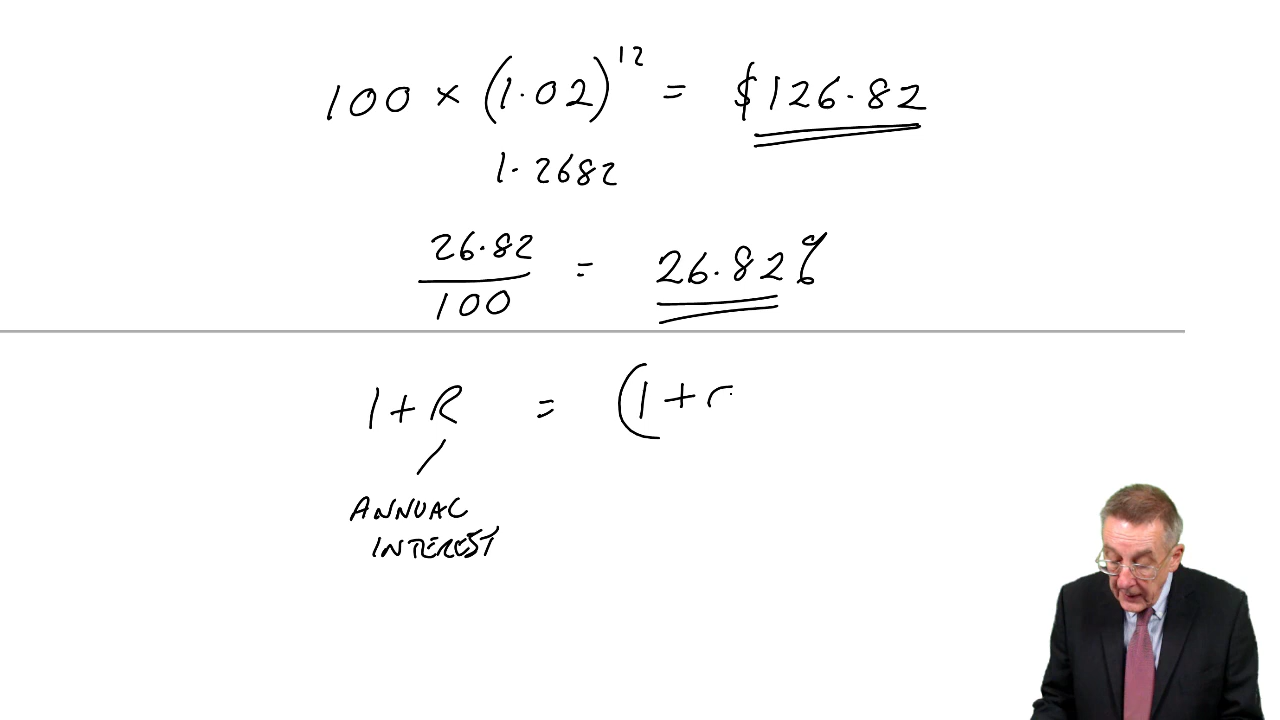 100 × (1.02)¹² = $126.82
1.2682
26.82
100
= 26.82%
1 + R = (1 + r
ANNUAL
INTEREST